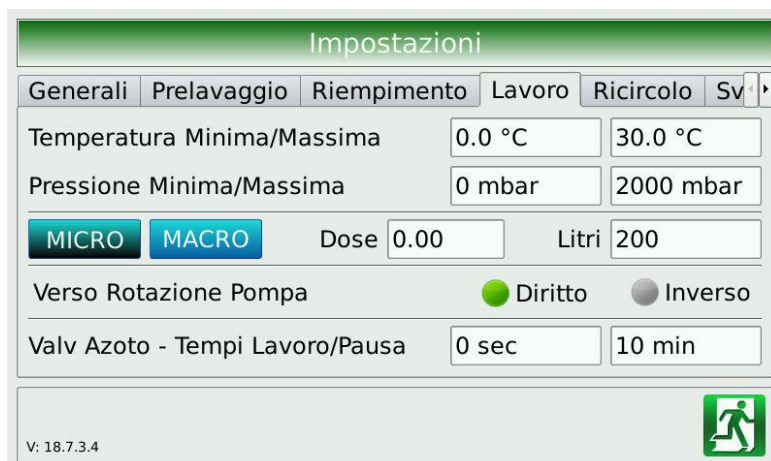 Impostazioni
Generali Prelavaggio Riempimento Lavoro Ricircolo Sv
Temperatura Minima/Massima 0.0 °C 30.0 °C
Pressione Minima/Massima 0 mbar 2000 mbar
MICRO MACRO Dose 0.00 Litri 200
Verso Rotazione Pompa Diritto Inverso
Valv Azoto - Tempi Lavoro/Pausa 0 sec 10 min
V: 18.7.3.4